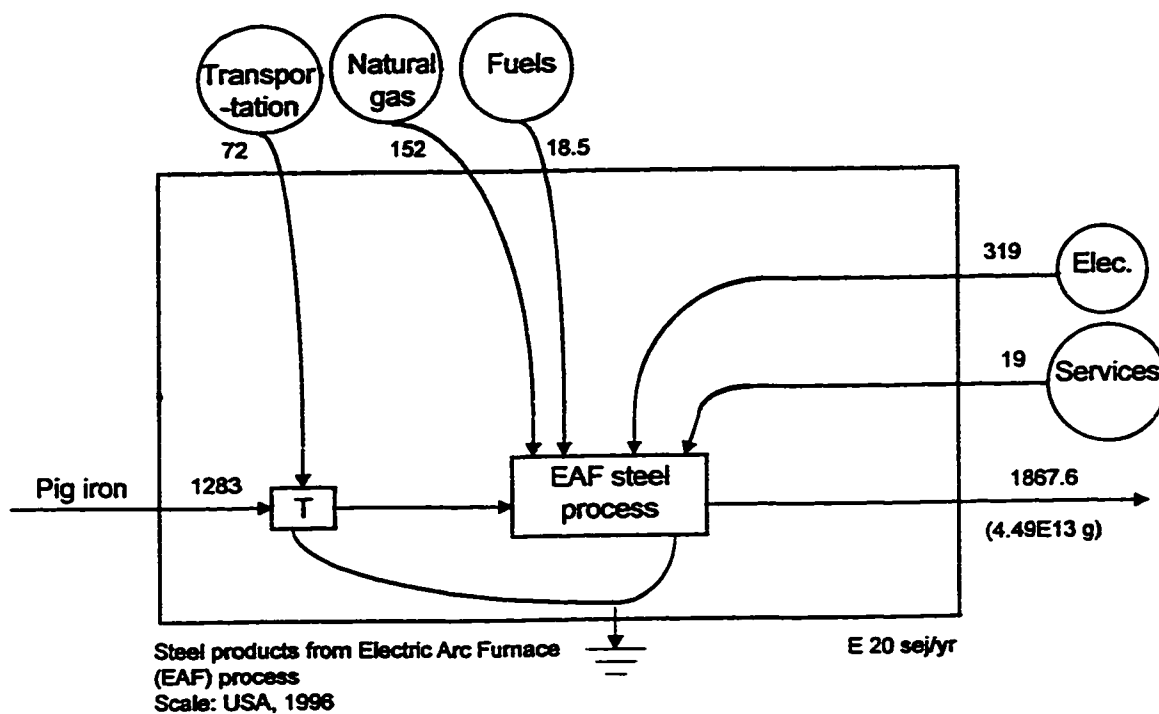 Transpor
-tation
Natural
gas
Fuels
72
152
18.5
319
Elec.
19
Services
Pig iron
1283
T
EAF steel
process
1867.6
(4.49E13 g)
Steel products from Electric Arc Furnace
(EAF) process
Scale: USA, 1996
E 20 sej/yr